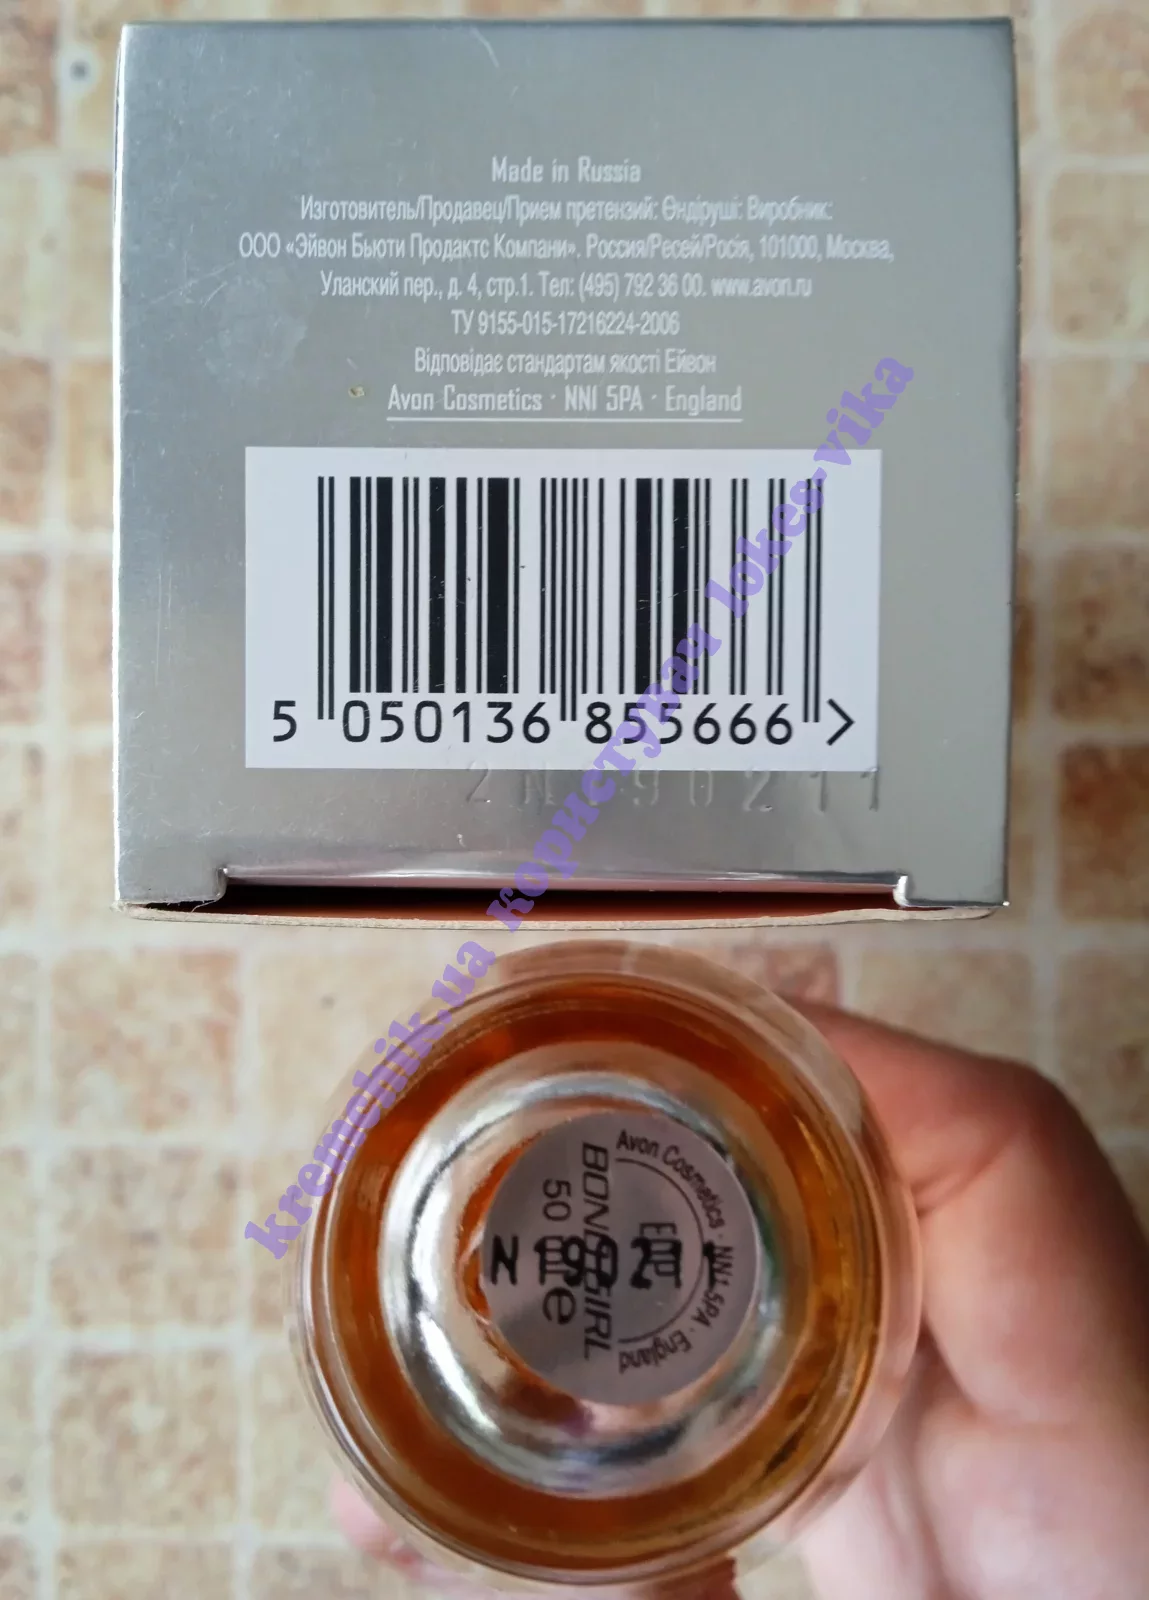 Made in Russia
Изготовитель/Продавец/Прием претензий: Өндіруші: Виробник:
ООО «Эйвон Бьюти Продактс Компани». Россия/Ресей/Росія, 101000, Москва,
Уланский пер., д. 4, стр.1. Тел: (495) 792 36 00. www.avon.ru
ТУ 9155-015-17216224-2006
Відповідає стандартам якості Ейвон
Avon Cosmetics · NN1 5PA · England
5 050136 855666 >
kremchik.ua користувач lokes-vika
Avon Cosmetics · NN1 5PA · England
BOND GIRL
50
e